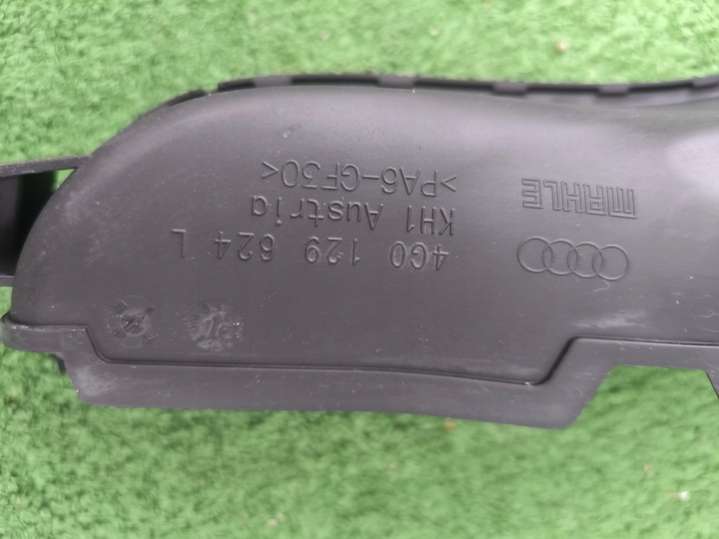 MAHLE
4G0 129 624 L
KH1 Austria
>PA6-GF30<